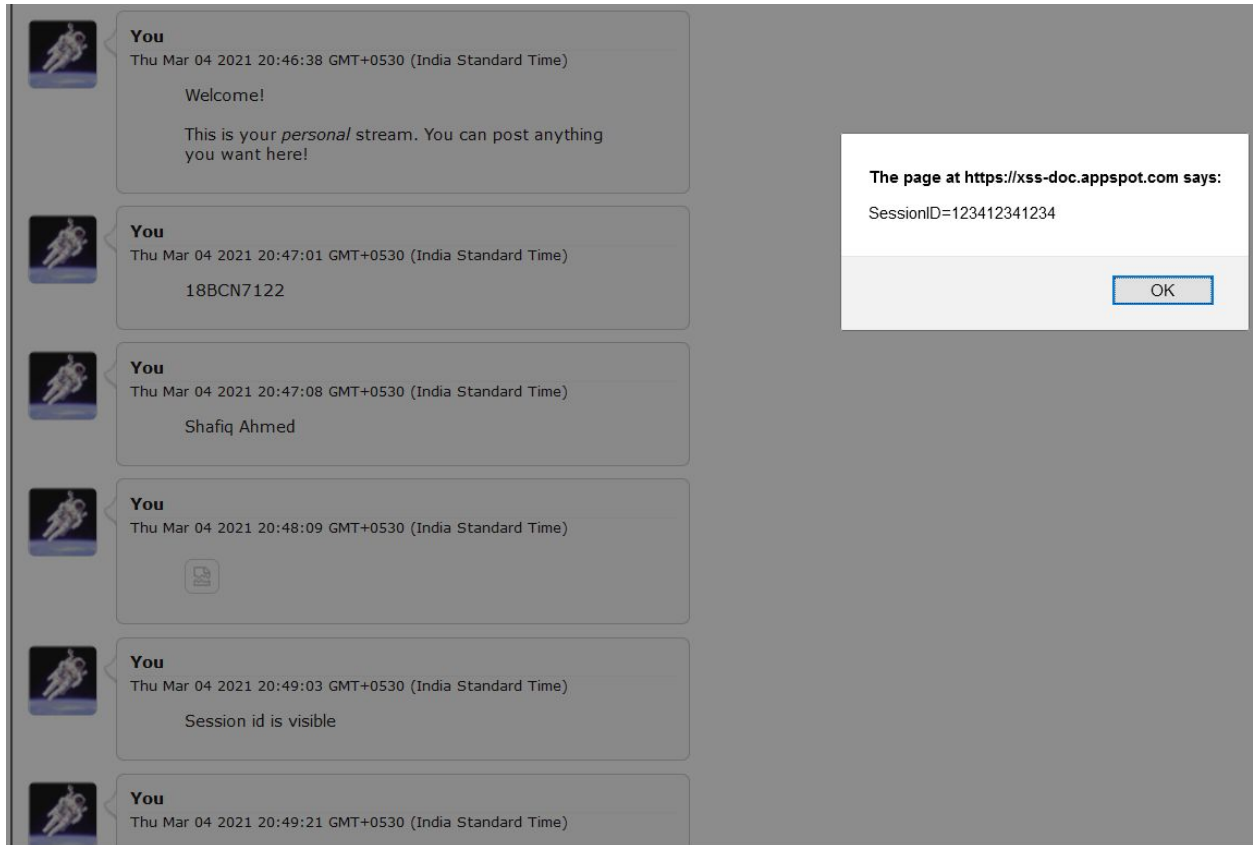 You
Thu Mar 04 2021 20:46:38 GMT+0530 (India Standard Time)
Welcome!
This is your personal stream. You can post anything
you want here!
You
Thu Mar 04 2021 20:47:01 GMT+0530 (India Standard Time)
18BCN7122
You
Thu Mar 04 2021 20:47:08 GMT+0530 (India Standard Time)
Shafiq Ahmed
You
Thu Mar 04 2021 20:48:09 GMT+0530 (India Standard Time)
You
Thu Mar 04 2021 20:49:03 GMT+0530 (India Standard Time)
Session id is visible
You
Thu Mar 04 2021 20:49:21 GMT+0530 (India Standard Time)
The page at https://xss-doc.appspot.com says:
SessionID=123412341234
OK